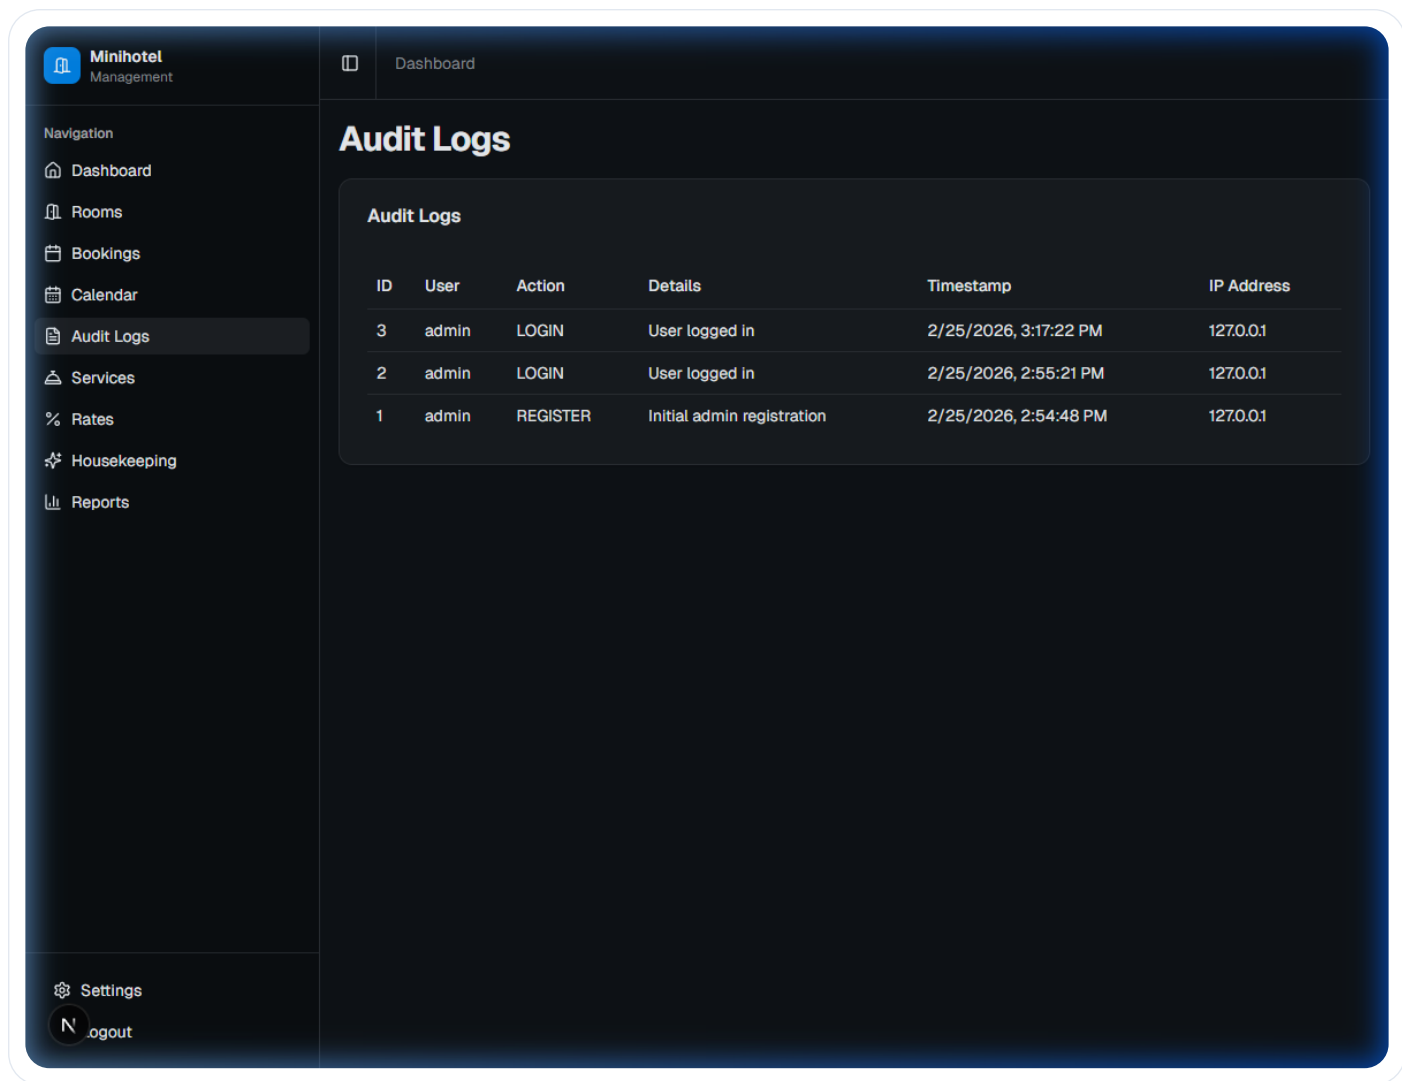 Minihotel
Management
Navigation
Dashboard
Rooms
Bookings
Calendar
Audit Logs
Services
Rates
Housekeeping
Reports
Settings
N ogout
Dashboard
Audit Logs
Audit Logs
ID User Action Details Timestamp IP Address
3 admin LOGIN User logged in 2/25/2026, 3:17:22 PM 127.0.0.1
2 admin LOGIN User logged in 2/25/2026, 2:55:21 PM 127.0.0.1
1 admin REGISTER Initial admin registration 2/25/2026, 2:54:48 PM 127.0.0.1